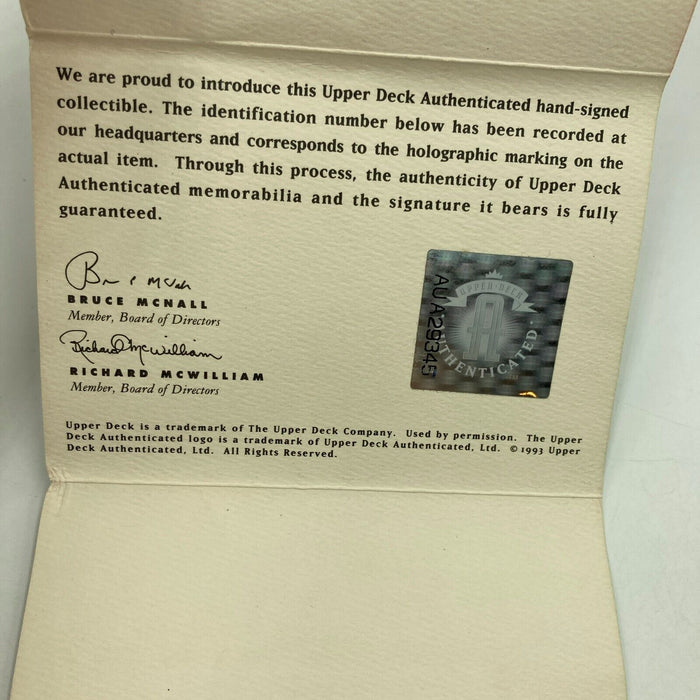 We are proud to introduce this Upper Deck Authenticated hand-signed
collectible. The identification number below has been recorded at
our headquarters and corresponds to the holographic marking on the
actual item. Through this process, the authenticity of Upper Deck
Authenticated memorabilia and the signature it bears is fully
guaranteed.
BRUCE MCNALL
Member, Board of Directors
Richard McWilliam
RICHARD MCWILLIAM
Member, Board of Directors
UPPER DECK
AUTHENTICATED
AUA29345
Upper Deck is a trademark of The Upper Deck Company. Used by permission. The Upper
Deck Authenticated logo is a trademark of Upper Deck Authenticated, Ltd. © 1993 Upper
Deck Authenticated, Ltd. All Rights Reserved.